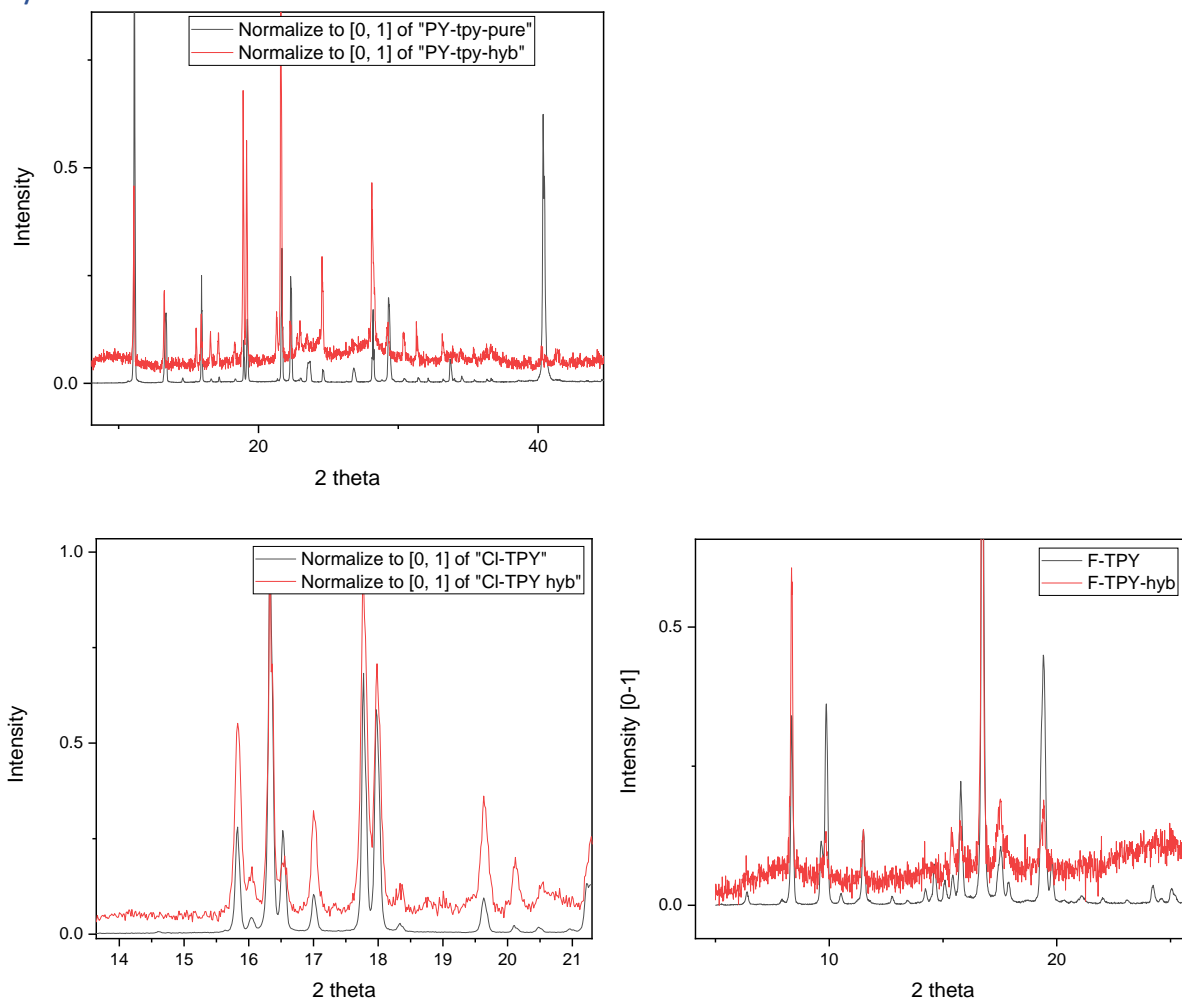 Normalize to [0, 1] of "PY-tpy-pure"
Normalize to [0, 1] of "PY-tpy-hyb"
Intensity
0.5
0.0
20
40
2 theta
Normalize to [0, 1] of "Cl-TPY"
Normalize to [0, 1] of "Cl-TPY hyb"
Intensity
1.0
0.5
0.0
14
15
16
17
18
19
20
21
2 theta
F-TPY
F-TPY-hyb
Intensity [0-1]
0.5
0.0
10
20
2 theta